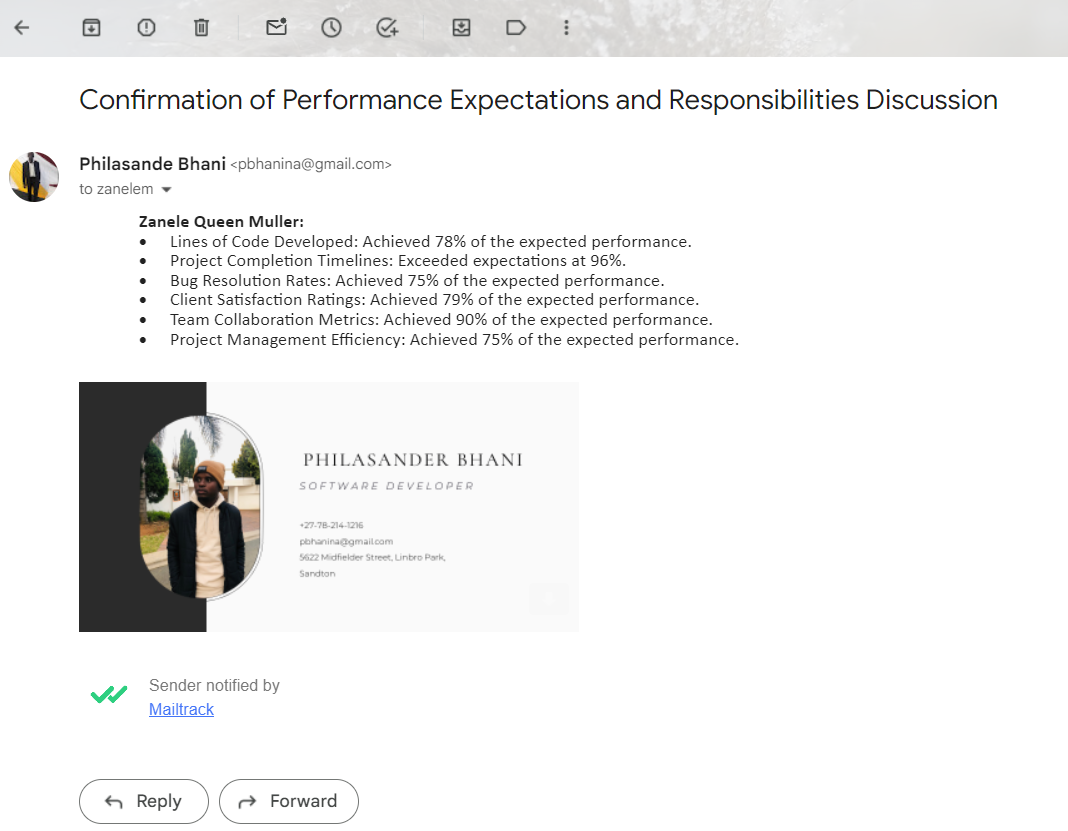 Confirmation of Performance Expectations and Responsibilities Discussion
Philasande Bhani <pbhanina@gmail.com>
to zanelem
Zanele Queen Muller:
• Lines of Code Developed: Achieved 78% of the expected performance.
• Project Completion Timelines: Exceeded expectations at 96%.
• Bug Resolution Rates: Achieved 75% of the expected performance.
• Client Satisfaction Ratings: Achieved 79% of the expected performance.
• Team Collaboration Metrics: Achieved 90% of the expected performance.
• Project Management Efficiency: Achieved 75% of the expected performance.
PHILASANDER BHANI
SOFTWARE DEVELOPER
+27-78-214-1216
pbhanina@gmail.com
5622 Midfielder Street, Linbro Park,
Sandton
Sender notified by
Mailtrack
Reply
Forward